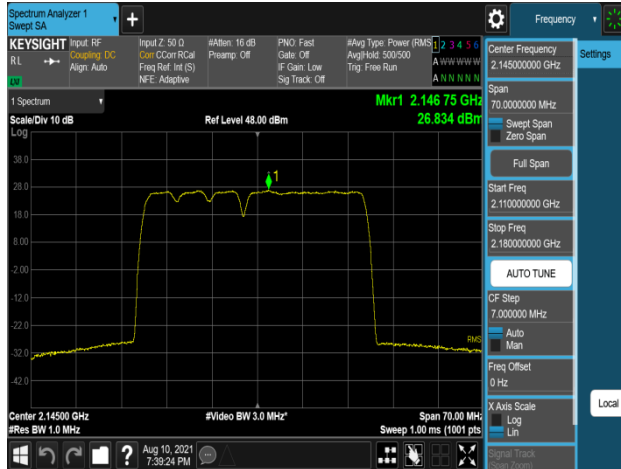 Spectrum Analyzer 1
Swept SA
Frequency
KEYSIGHT
RL
Input: RF
Coupling: DC
Align: Auto
Input Z: 50 Ω
Corr CCorr RCal
Freq Ref: Int (S)
NFE: Adaptive
#Atten: 16 dB
Preamp: Off
PNO: Fast
Gate: Off
IF Gain: Low
Sig Track: Off
#Avg Type: Power (RMS
Avg|Hold: 500/500
Trig: Free Run
1 2 3 4 5 6
A W W W W W
A N N N N N
1 Spectrum
Scale/Div 10 dB
Ref Level 48.00 dBm
Mkr1 2.146 75 GHz
26.834 dBm
Log
38.0
28.0
18.0
8.00
-2.00
-12.0
-22.0
-32.0
-42.0
1
RMS
Center 2.14500 GHz
#Res BW 1.0 MHz
#Video BW 3.0 MHz*
Span 70.00 MHz
Sweep 1.00 ms (1001 pts
Center Frequency
2.145000000 GHz
Span
70.0000000 MHz
Swept Span
Zero Span
Full Span
Start Freq
2.110000000 GHz
Stop Freq
2.180000000 GHz
AUTO TUNE
CF Step
7.000000 MHz
Auto
Man
Freq Offset
0 Hz
X Axis Scale
Log
Lin
Signal Track
(Span Zoom)
Settings
Local
?
Aug 10, 2021
7:39:24 PM